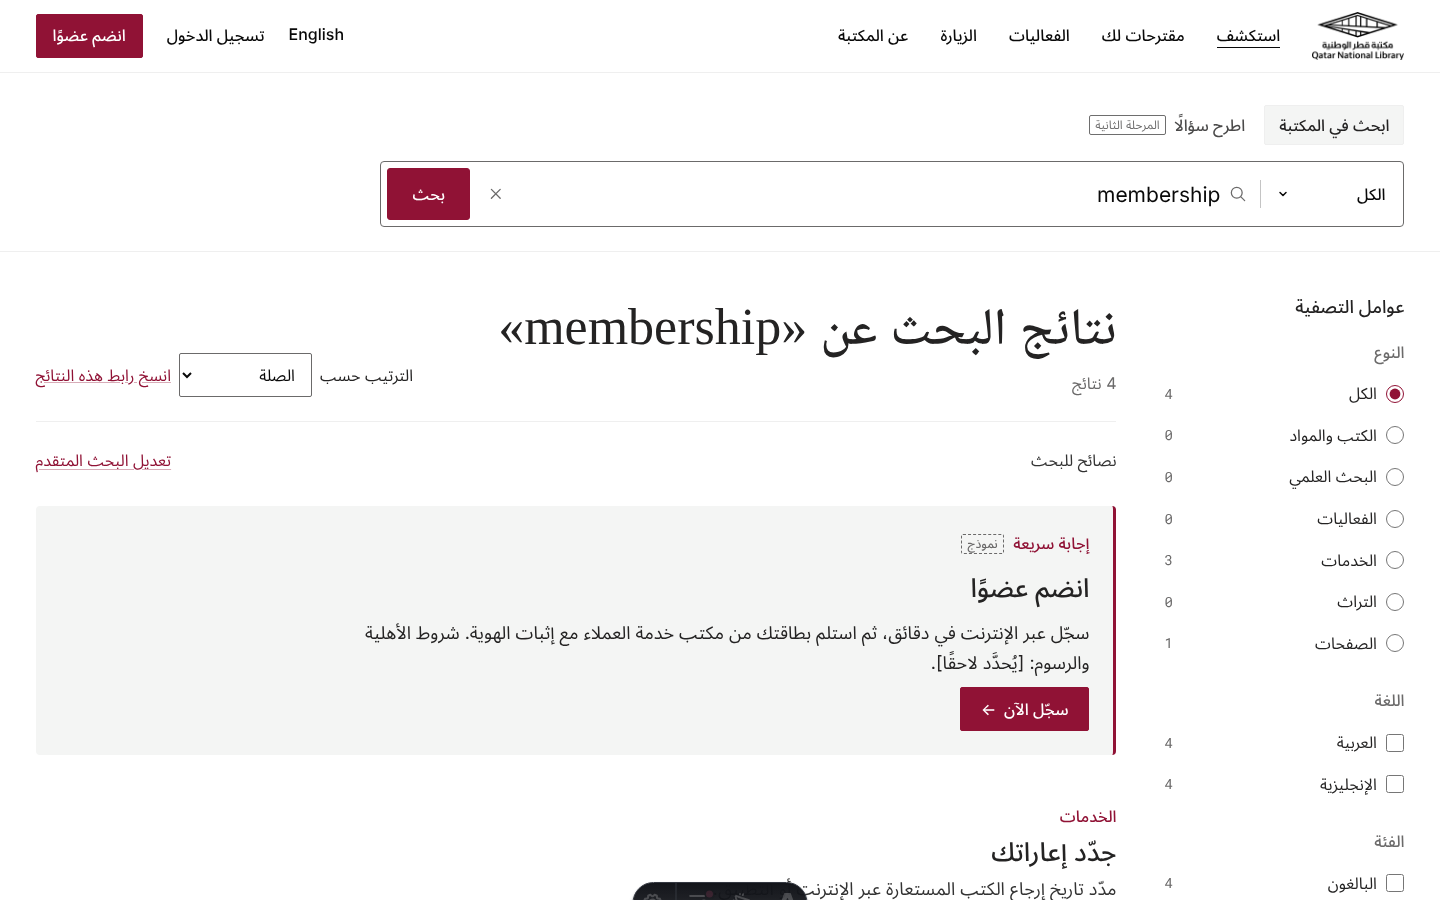 مكتبة قطر الوطنية
Qatar National Library
استكشف
مقترحات لك
الفعاليات
الزيارة
عن المكتبة
English
تسجيل الدخول
انضم عضوًا
ابحث في المكتبة
اطرح سؤالًا
المرحلة الثانية
الكل
membership
بحث
عوامل التصفية
النوع
الكل 4
الكتب والمواد 0
البحث العلمي 0
الفعاليات 0
الخدمات 3
التراث 0
الصفحات 1
اللغة
العربية 4
الإنجليزية 4
الفئة
البالغون 4
نتائج البحث عن «membership»
4 نتائج
الترتيب حسب
الصلة
انسخ رابط هذه النتائج
نصائح للبحث
تعديل البحث المتقدم
إجابة سريعة
نموذج
انضم عضوًا
سجّل عبر الإنترنت في دقائق، ثم استلم بطاقتك من مكتب خدمة العملاء مع إثبات الهوية. شروط الأهلية
والرسوم: [يُحدَّد لاحقًا].
سجّل الآن ←
الخدمات
جدّد إعاراتك
مدّد تاريخ إرجاع الكتب المستعارة عبر الإنترنت